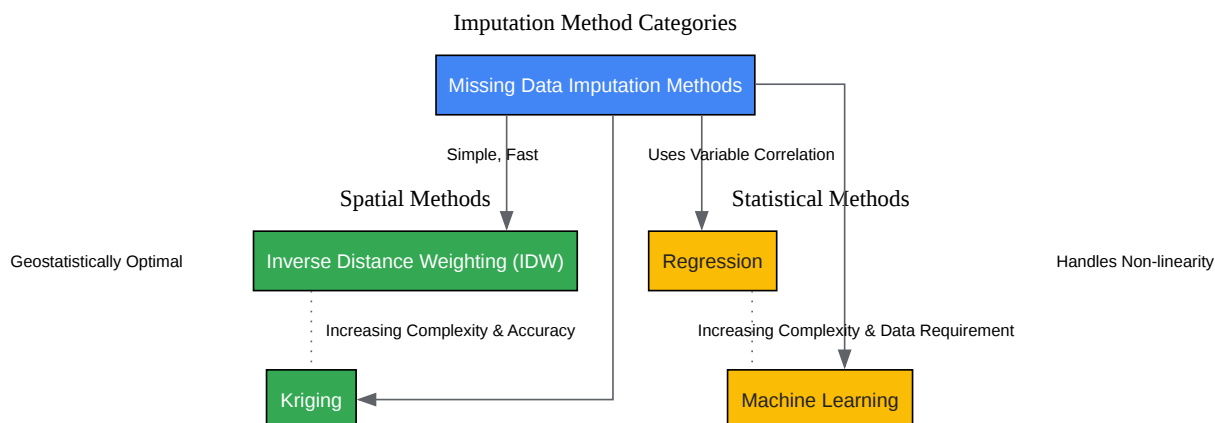 Imputation Method Categories
Missing Data Imputation Methods
Simple, Fast
Uses Variable Correlation
Spatial Methods
Statistical Methods
Geostatistically Optimal
Inverse Distance Weighting (IDW)
Regression
Handles Non-linearity
Increasing Complexity & Accuracy
Increasing Complexity & Data Requirement
Kriging
Machine Learning